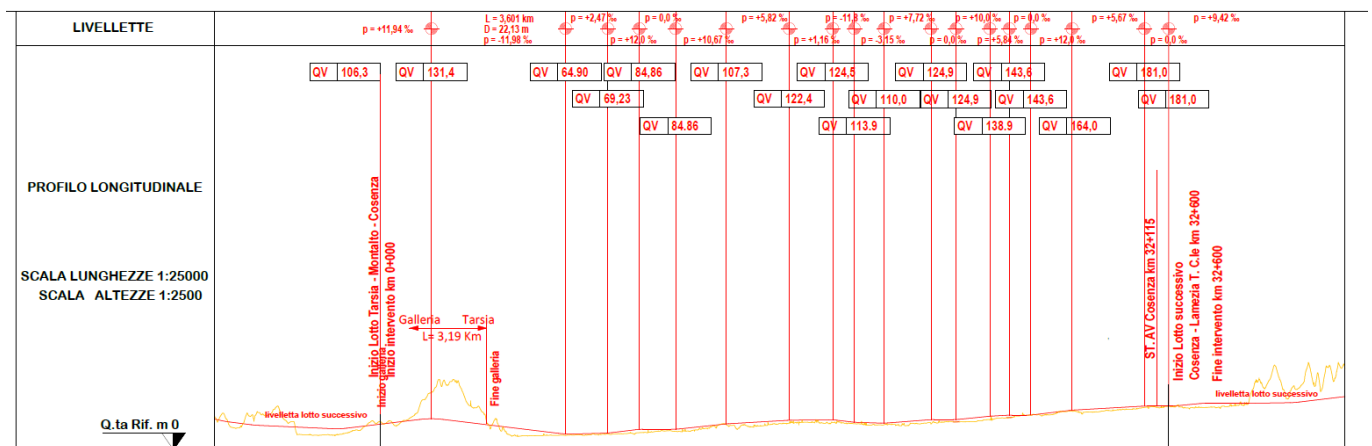 LIVELLETTE
p = +11,94 ‰
L = 3,601 km
D = 22,13 m
p = -11,98 ‰
p = +2,47 ‰
p = +12,0 ‰
p = 0,0 ‰
p = +10,67 ‰
p = +5,82 ‰
p = +1,16 ‰
p = -3,15 ‰
p = +7,72 ‰
p = 0,0 ‰
p = +10,0 ‰
p = +5,84 ‰
p = 0,0 ‰
p = +12,0 ‰
p = +5,67 ‰
p = 0,0 ‰
p = +9,42 ‰
QV 106,3
QV 131,4
QV 64.90
QV 84,86
QV 107,3
QV 124,5
QV 124,9
QV 143,6
QV 181,0
QV 69,23
QV 122,4
QV 110,0
QV 124,9
QV 143,6
QV 181,0
QV 84.86
QV 113.9
QV 138.9
QV 164,0
PROFILO LONGITUDINALE
SCALA LUNGHEZZE 1:25000
SCALA ALTEZZE 1:2500
Q.ta Rif. m 0
Inizio Lotto Tarsia - Montalto - Cosenza
Inizio intervento km 0+000
Inizio galleria
Galleria Tarsia
L= 3,19 Km
Fine galleria
livelletta lotto successivo
ST. AV Cosenza km 32+115
Inizio Lotto successivo
Cosenza - Lamezia T. C.le km 32+600
Fine intervento km 32+600
livelletta lotto successivo